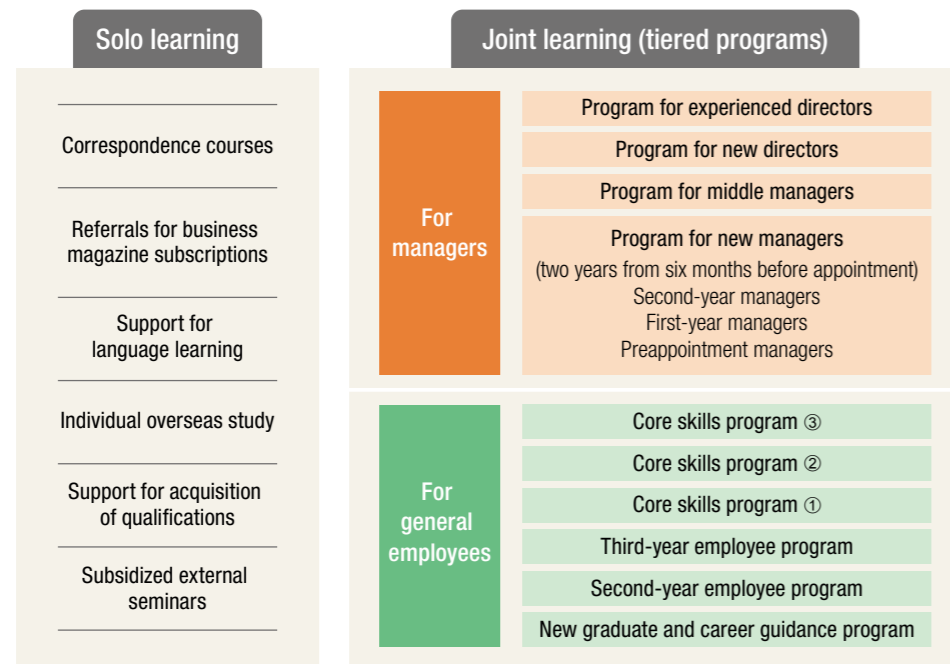 Solo learning
Correspondence courses
Referrals for business
magazine subscriptions
Support for
language learning
Individual overseas study
Support for acquisition
of qualifications
Subsidized external
seminars
Joint learning (tiered programs)
For
managers
Program for experienced directors
Program for new directors
Program for middle managers
Program for new managers
(two years from six months before appointment)
Second-year managers
First-year managers
Preappointment managers
For
general
employees
Core skills program ③
Core skills program ②
Core skills program ①
Third-year employee program
Second-year employee program
New graduate and career guidance program